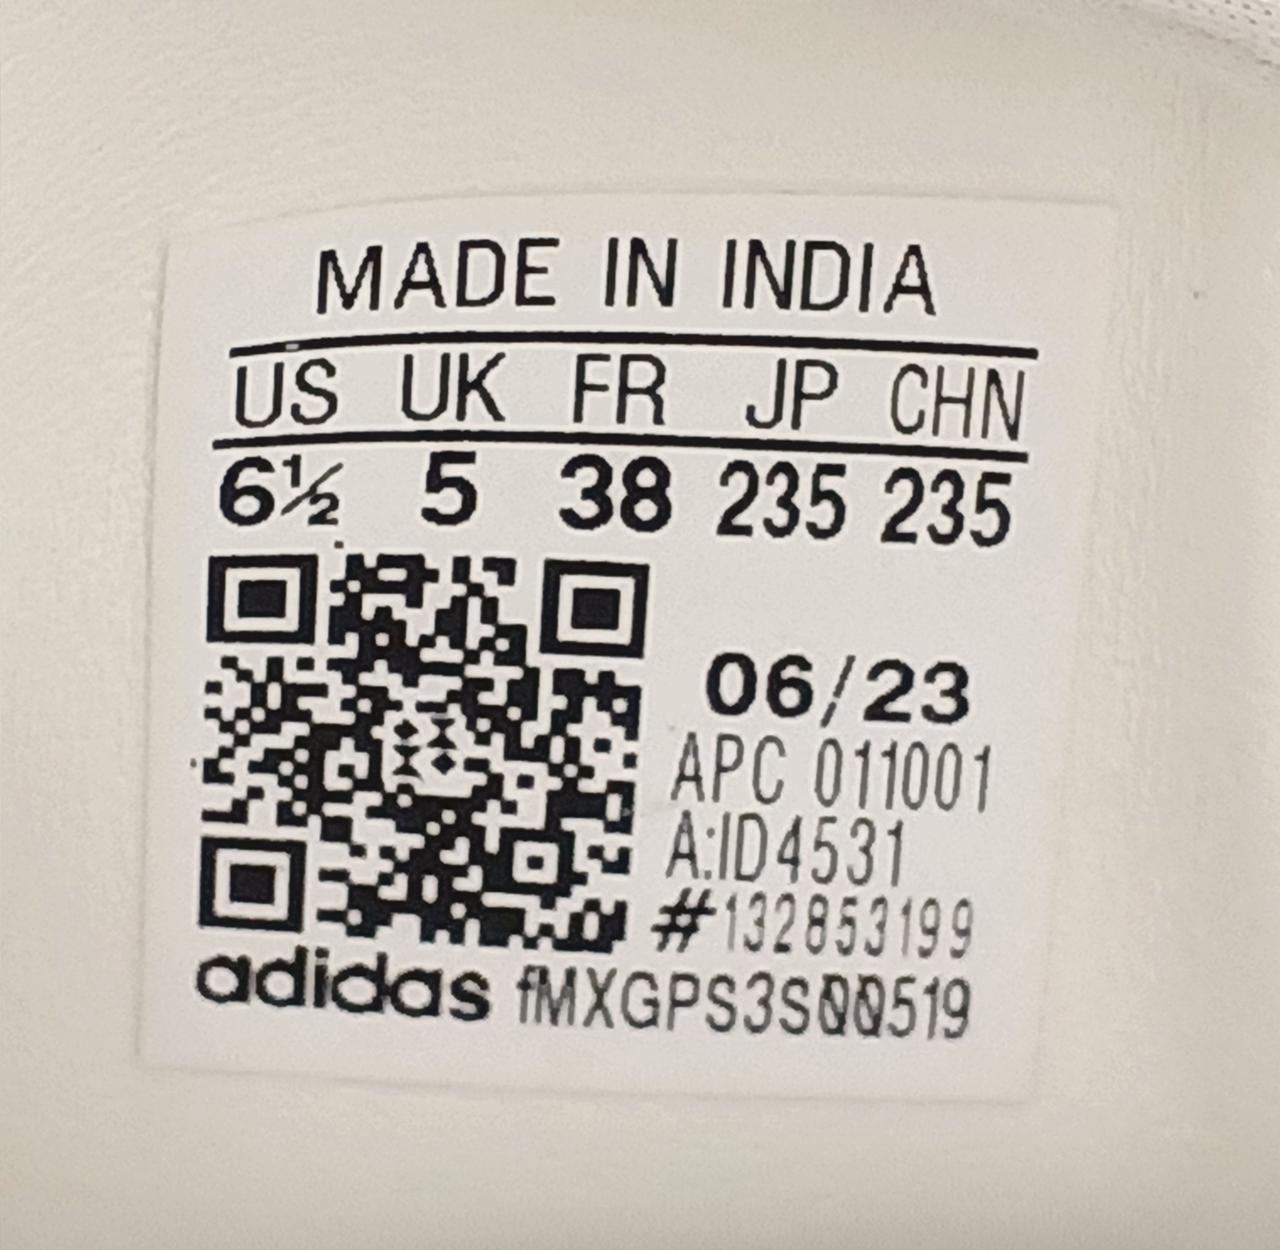 MADE IN INDIA
US UK FR JP CHN
6½ 5 38 235 235
06/23
APC 011001
A:ID4531
#132853199
adidas fMXGPS3S00519